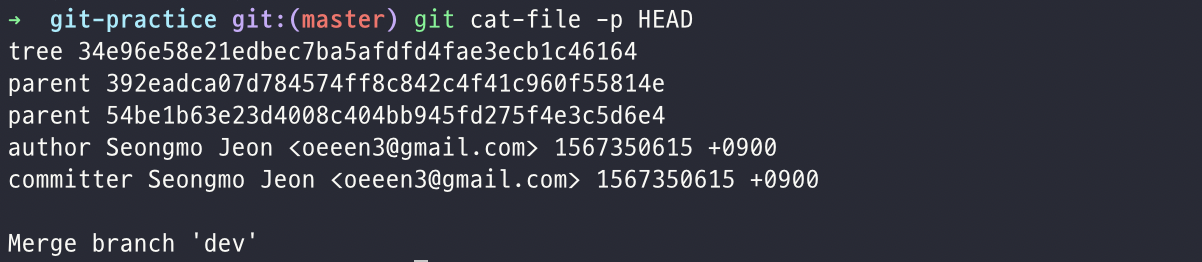 ➜  git-practice git:(master) git cat-file -p HEAD
tree 34e96e58e21edbec7ba5afdfd4fae3ecb1c46164
parent 392eadca07d784574ff8c842c4f41c960f55814e
parent 54be1b63e23d4008c404bb945fd275f4e3c5d6e4
author Seongmo Jeon <oeeen3@gmail.com> 1567350615 +0900
committer Seongmo Jeon <oeeen3@gmail.com> 1567350615 +0900

Merge branch 'dev'